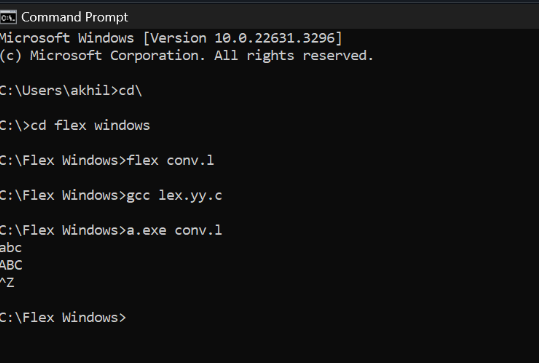 Command Prompt
Microsoft Windows [Version 10.0.22631.3296]
(c) Microsoft Corporation. All rights reserved.
C:\Users\akhil>cd\
C:\>cd flex windows
C:\Flex Windows>flex conv.l
C:\Flex Windows>gcc lex.yy.c
C:\Flex Windows>a.exe conv.l
abc
ABC
^Z
C:\Flex Windows>